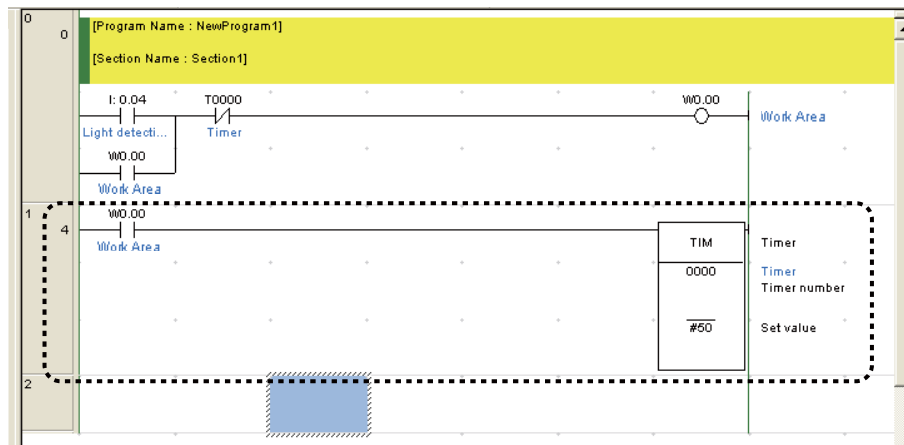 0
0
[Program Name : NewProgram1]
[Section Name : Section1]
I: 0.04 T0000 W0.00
Work Area
Light detecti... Timer
W0.00
Work Area
1
4
W0.00
Work Area
TIM Timer
0000 Timer
Timer number
#50 Set value
2